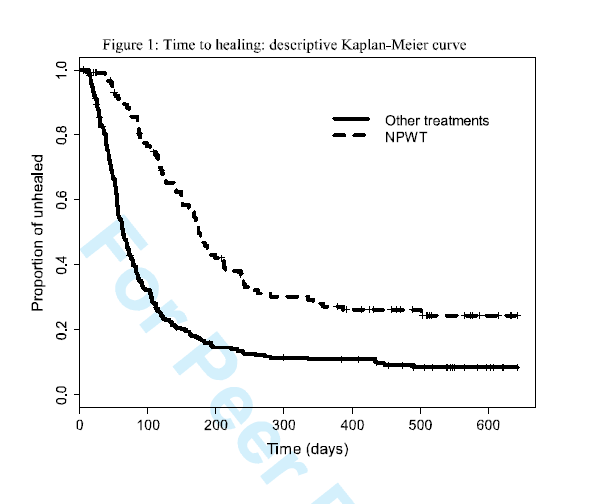 Figure 1: Time to healing: descriptive Kaplan-Meier curve
1.0
0.8
0.6
0.4
0.2
0.0
Proportion of unhealed
Other treatments
NPWT
0 100 200 300 400 500 600
Time (days)
For Peer